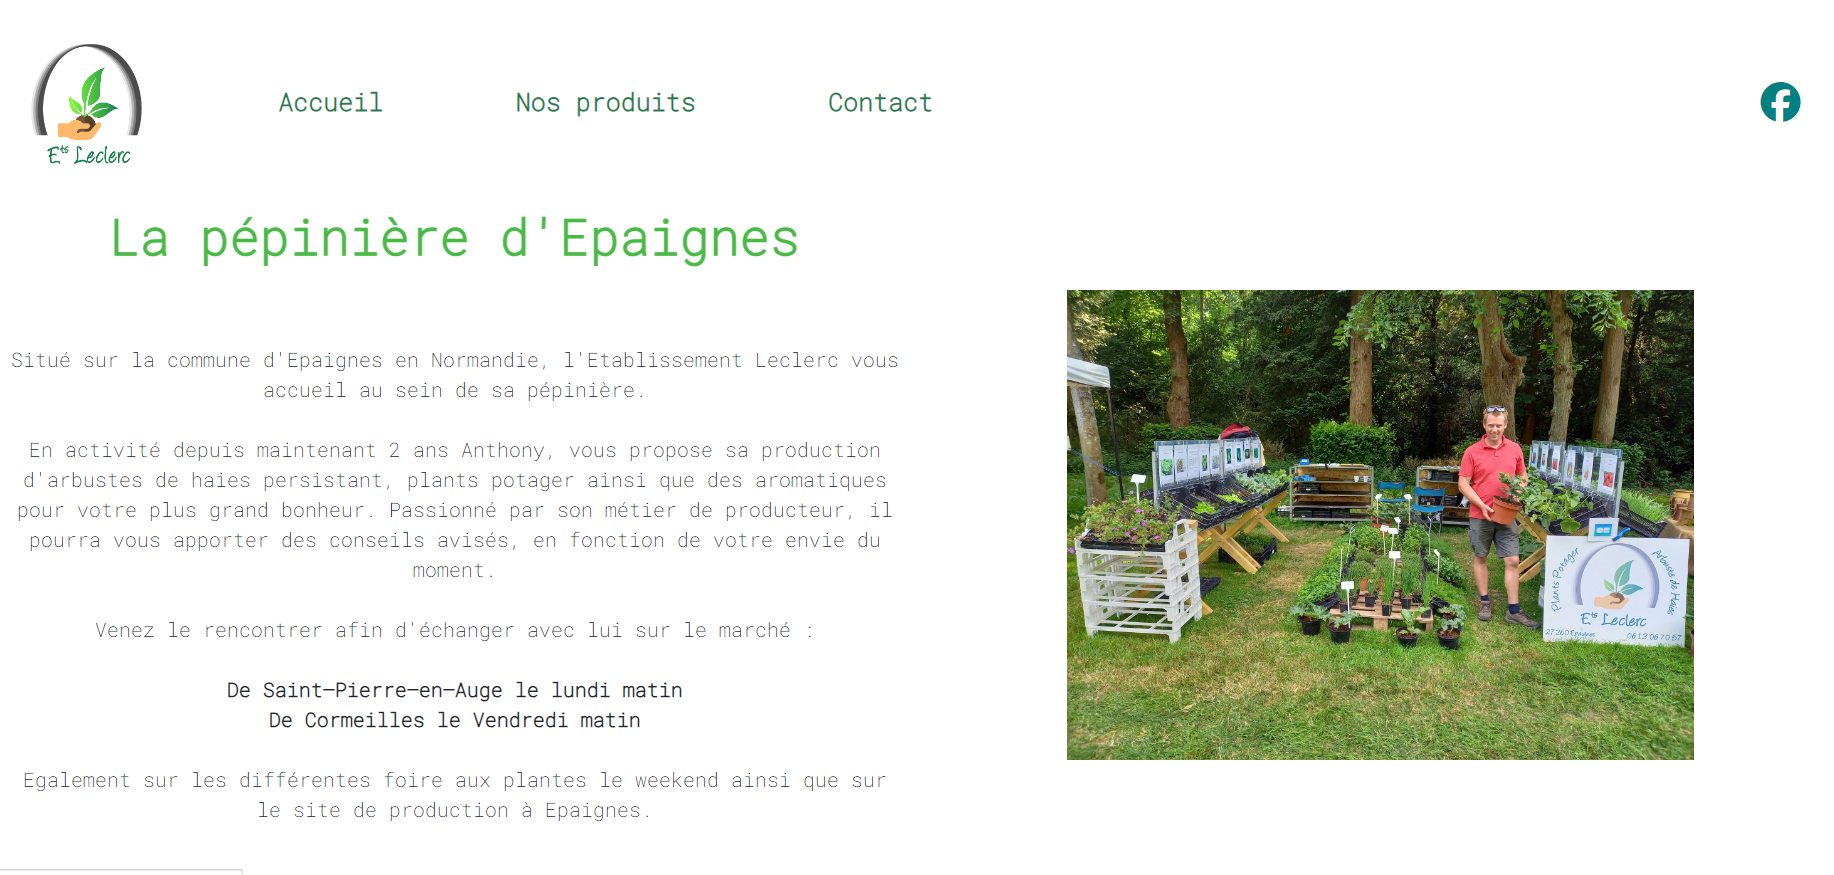 Ets Leclerc
Accueil
Nos produits
Contact
La pépinière d'Epaignes
Situé sur la commune d'Epaignes en Normandie, l'Etablissement Leclerc vous
accueil au sein de sa pépinière.
En activité depuis maintenant 2 ans Anthony, vous propose sa production
d'arbustes de haies persistant, plants potager ainsi que des aromatiques
pour votre plus grand bonheur. Passionné par son métier de producteur, il
pourra vous apporter des conseils avisés, en fonction de votre envie du
moment.
Venez le rencontrer afin d'échanger avec lui sur le marché :
De Saint—Pierre—en—Auge le lundi matin
De Cormeilles le Vendredi matin
Egalement sur les différentes foire aux plantes le weekend ainsi que sur
le site de production à Epaignes.
Plants Potager
Arbuste de Haies
Ets Leclerc
27260 Epaignes
06 13 06 70 57